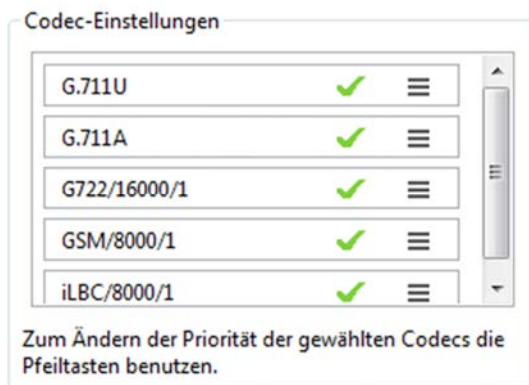 Codec-Einstellungen
G.711U
G.711A
G722/16000/1
GSM/8000/1
iLBC/8000/1
Zum Ändern der Priorität der gewählten Codecs die
Pfeiltasten benutzen.